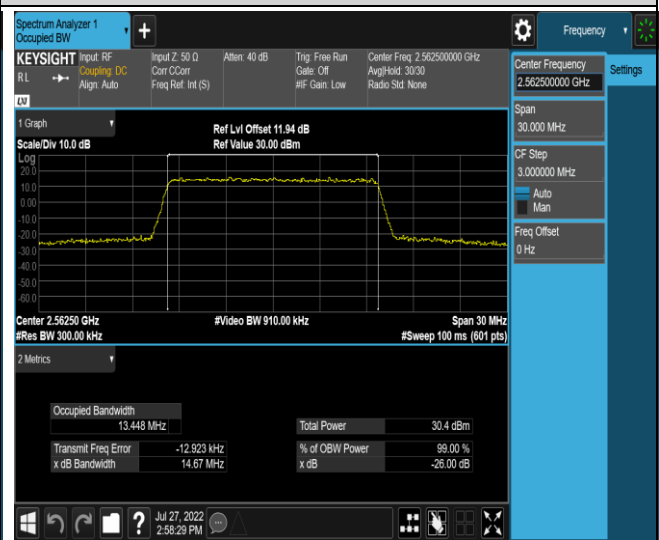 Spectrum Analyzer 1
Occupied BW
Frequency
KEYSIGHT Input: RF Input Z: 50 Ω Atten: 40 dB Trig: Free Run Center Freq: 2.562500000 GHz
RL Coupling: DC Corr CCorr Gate: Off Avg|Hold: 30/30
Align: Auto Freq Ref: Int (S) #IF Gain: Low Radio Std: None
LXI
Center Frequency
2.562500000 GHz
Settings
Span
30.000 MHz
CF Step
3.000000 MHz
Auto
Man
Freq Offset
0 Hz
1 Graph
Ref Lvl Offset 11.94 dB
Scale/Div 10.0 dB Ref Value 30.00 dBm
Log
20.0
10.0
0.00
-10.0
-20.0
-30.0
-40.0
-50.0
-60.0
Center 2.56250 GHz #Video BW 910.00 kHz Span 30 MHz
#Res BW 300.00 kHz #Sweep 100 ms (601 pts)
2 Metrics
Occupied Bandwidth
13.448 MHz Total Power 30.4 dBm
Transmit Freq Error -12.923 kHz % of OBW Power 99.00 %
x dB Bandwidth 14.67 MHz x dB -26.00 dB
Jul 27, 2022
2:58:29 PM